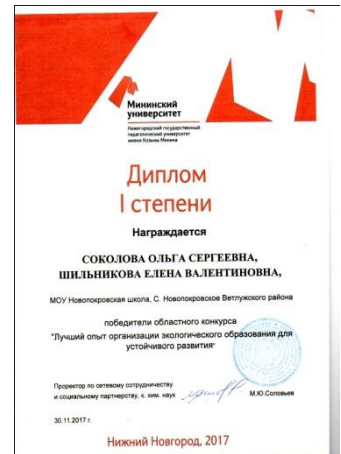 Мининский
университет
Нижегородский государственный
педагогический университет
имени Козьмы Минина
Диплом
I степени
Награждается
СОКОЛОВА ОЛЬГА СЕРГЕЕВНА,
ШИЛЬНИКОВА ЕЛЕНА ВАЛЕНТИНОВНА,
МОУ Новопокровская школа, С. Новопокровское Ветлужского района
победители областного конкурса
"Лучший опыт организации экологического образования для
устойчивого развития"
Проректор по сетевому сотрудничеству
и социальному партнерству, к. хим. наук
М.Ю.Соловьев
30.11.2017 г.
Нижний Новгород, 2017